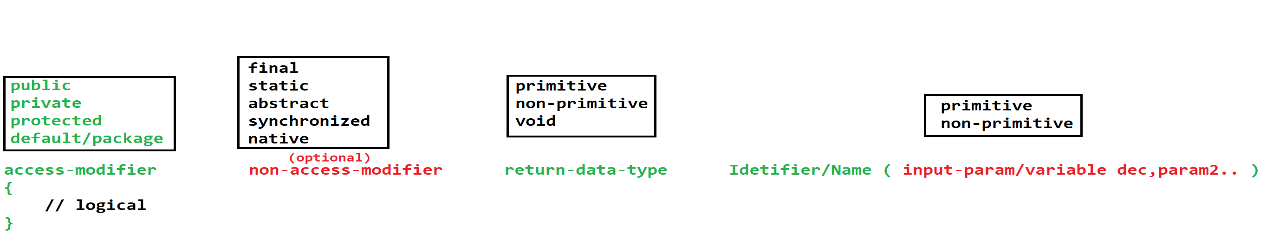 public
private
protected
default/package
final
static
abstract
synchronized
native
primitive
non-primitive
void
primitive
non-primitive
(optional)
access-modifier non-access-modifier return-data-type Idetifier/Name ( input-param/variable dec,param2.. )
{
// logical
}